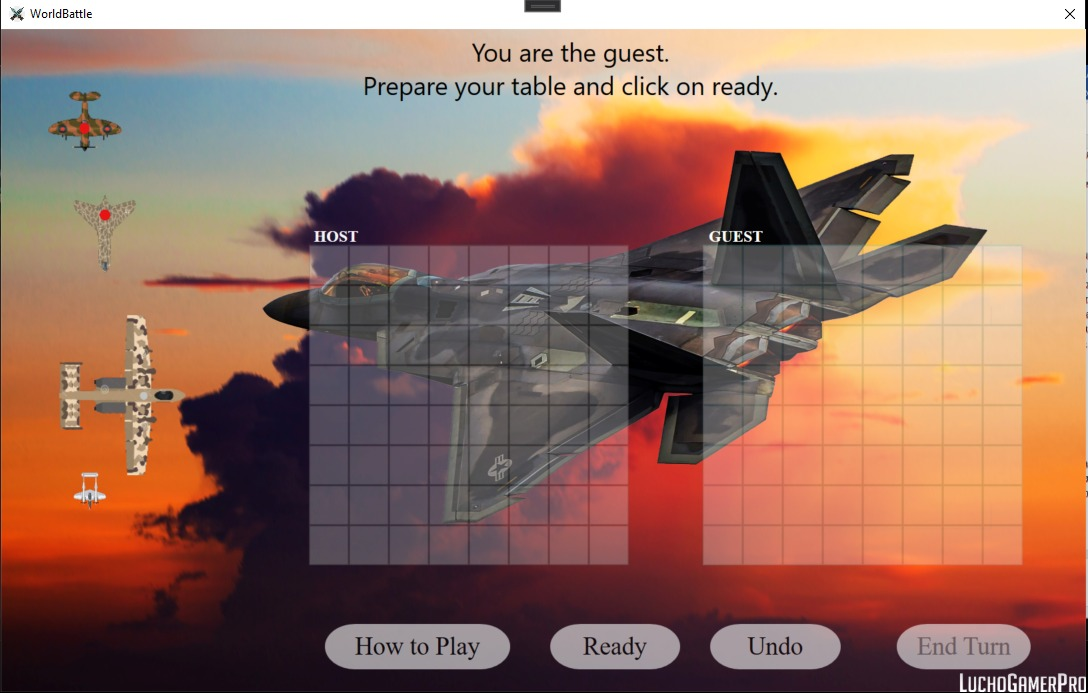 WorldBattle
You are the guest.
Prepare your table and click on ready.
HOST
GUEST
How to Play
Ready
Undo
End Turn
LUCHOGAMERPRO